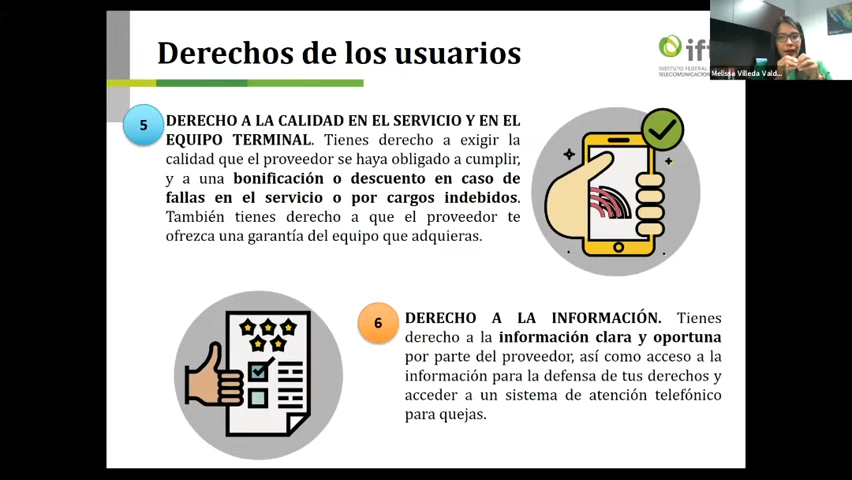 Derechos de los usuarios
ift
INSTITUTO FEDERAL
TELECOMUNICACION
Melissa Villeda Vald...
5
DERECHO A LA CALIDAD EN EL SERVICIO Y EN EL
EQUIPO TERMINAL. Tienes derecho a exigir la
calidad que el proveedor se haya obligado a cumplir,
y a una bonificación o descuento en caso de
fallas en el servicio o por cargos indebidos.
También tienes derecho a que el proveedor te
ofrezca una garantía del equipo que adquieras.
6
DERECHO A LA INFORMACIÓN. Tienes
derecho a la información clara y oportuna
por parte del proveedor, así como acceso a la
información para la defensa de tus derechos y
acceder a un sistema de atención telefónico
para quejas.